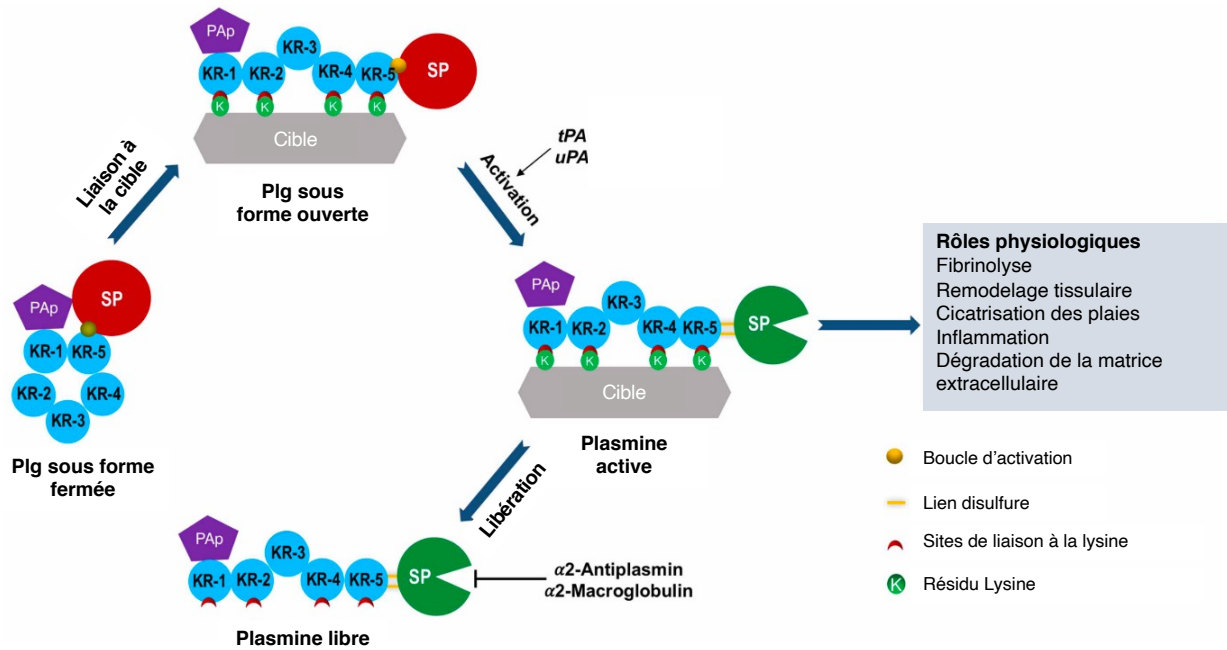 PAp
KR-1
KR-2
KR-3
KR-4
KR-5
SP
K
K
K
K
Cible
Plg sous
forme ouverte
Liaison à
la cible
tPA
uPA
Activation
PAp
SP
KR-1
KR-5
KR-2
KR-4
KR-3
Plg sous forme
fermée
PAp
KR-1
KR-2
KR-3
KR-4
KR-5
SP
K
K
K
K
Cible
Plasmine
active
Rôles physiologiques
Fibrinolyse
Remodelage tissulaire
Cicatrisation des plaies
Inflammation
Dégradation de la matrice
extracellulaire
Libération
PAp
KR-1
KR-2
KR-3
KR-4
KR-5
SP
α2-Antiplasmin
α2-Macroglobulin
Plasmine libre
Boucle d'activation
Lien disulfure
Sites de liaison à la lysine
K
Résidu Lysine